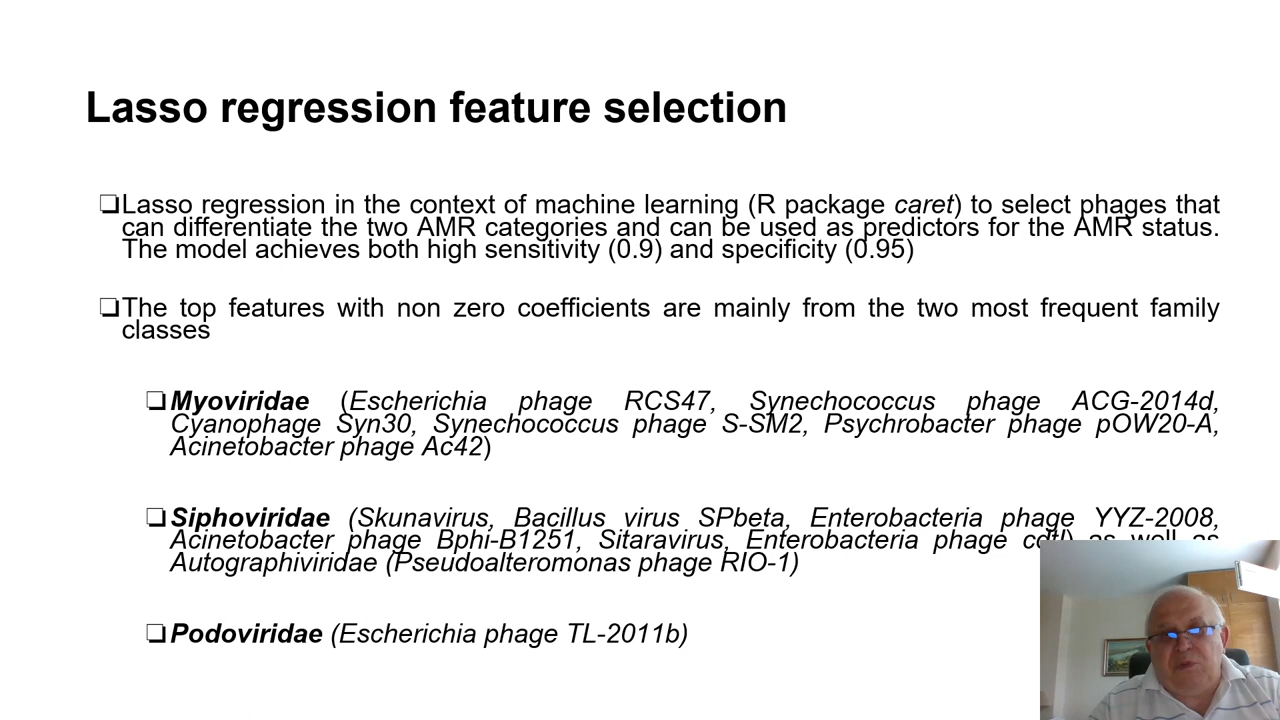 Lasso regression feature selection
❑Lasso regression in the context of machine learning (R package caret) to select phages that
can differentiate the two AMR categories and can be used as predictors for the AMR status.
The model achieves both high sensitivity (0.9) and specificity (0.95)
❑The top features with non zero coefficients are mainly from the two most frequent family
classes
❑Myoviridae (Escherichia phage RCS47, Synechococcus phage ACG-2014d,
Cyanophage Syn30, Synechococcus phage S-SM2, Psychrobacter phage pOW20-A,
Acinetobacter phage Ac42)
❑Siphoviridae (Skunavirus, Bacillus virus SPbeta, Enterobacteria phage YYZ-2008,
Acinetobacter phage Bphi-B1251, Sitaravirus, Enterobacteria phage cdtI) as well as
Autographiviridae (Pseudoalteromonas phage RIO-1)
❑Podoviridae (Escherichia phage TL-2011b)